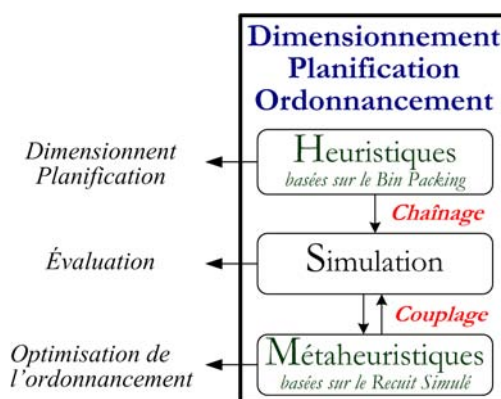 Dimensionnement
Planification
Ordonnancement
Dimensionnent
Planification
Heuristiques
basées sur le Bin Packing
Chaînage
Évaluation
Simulation
Couplage
Optimisation de
l'ordonnancement
Métaheuristiques
basées sur le Recuit Simulé